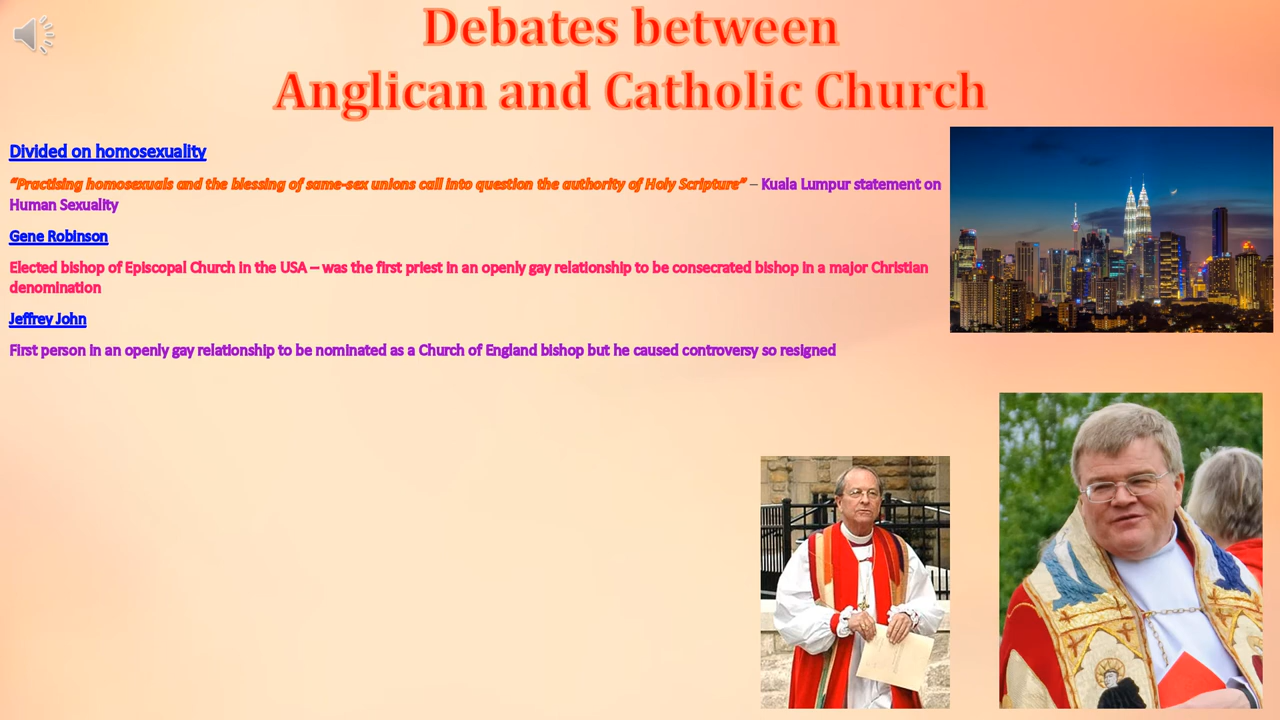 Debates between
Anglican and Catholic Church
Divided on homosexuality
“Practising homosexuals and the blessing of same-sex unions call into question the authority of Holy Scripture” – Kuala Lumpur statement on
Human Sexuality
Gene Robinson
Elected bishop of Episcopal Church in the USA – was the first priest in an openly gay relationship to be consecrated bishop in a major Christian
denomination
Jeffrey John
First person in an openly gay relationship to be nominated as a Church of England bishop but he caused controversy so resigned